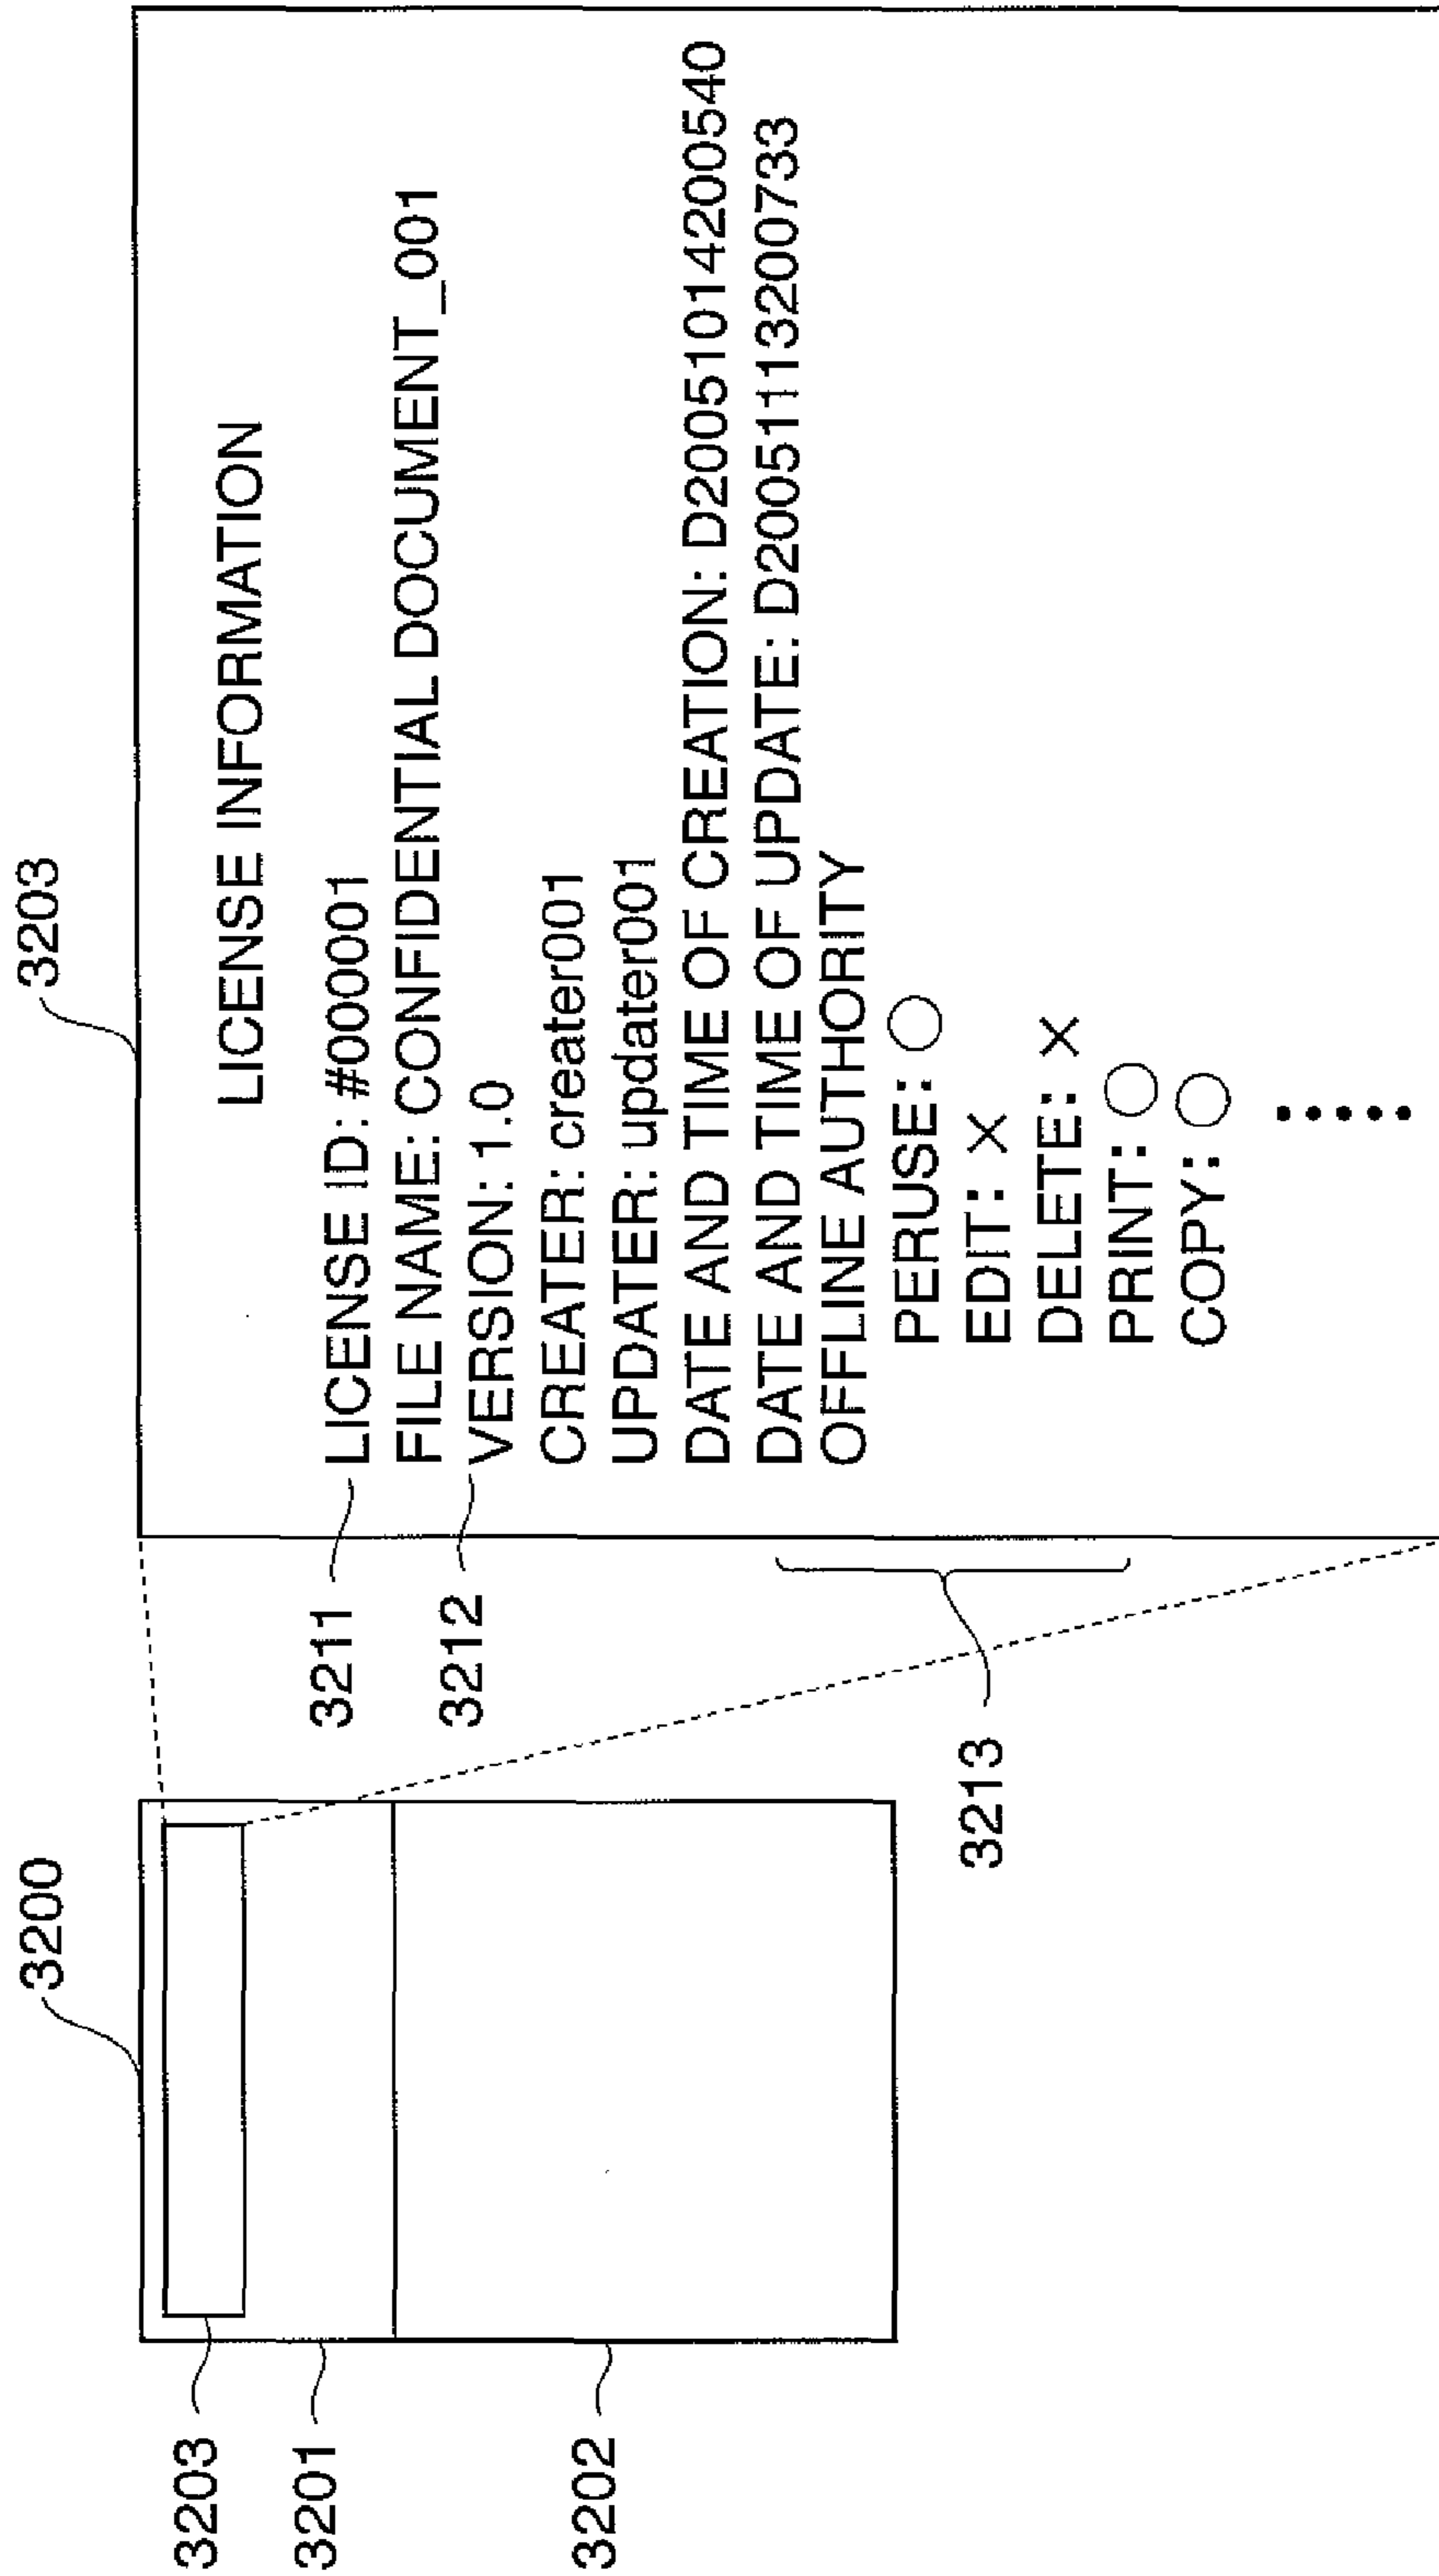 3200
3203
3201
3202
3203
LICENSE INFORMATION
3211
LICENSE ID: #00001
FILE NAME: CONFIDENTIAL DOCUMENT_001
3212
VERSION: 1.0
CREATER: creater001
UPDATER: updater001
DATE AND TIME OF CREATION: D20051014200540
DATE AND TIME OF UPDATE: D20051113200733
OFFLINE AUTHORITY
3213
PERUSE: ○
EDIT: ×
DELETE: ×
PRINT: ○
COPY: ○
.....